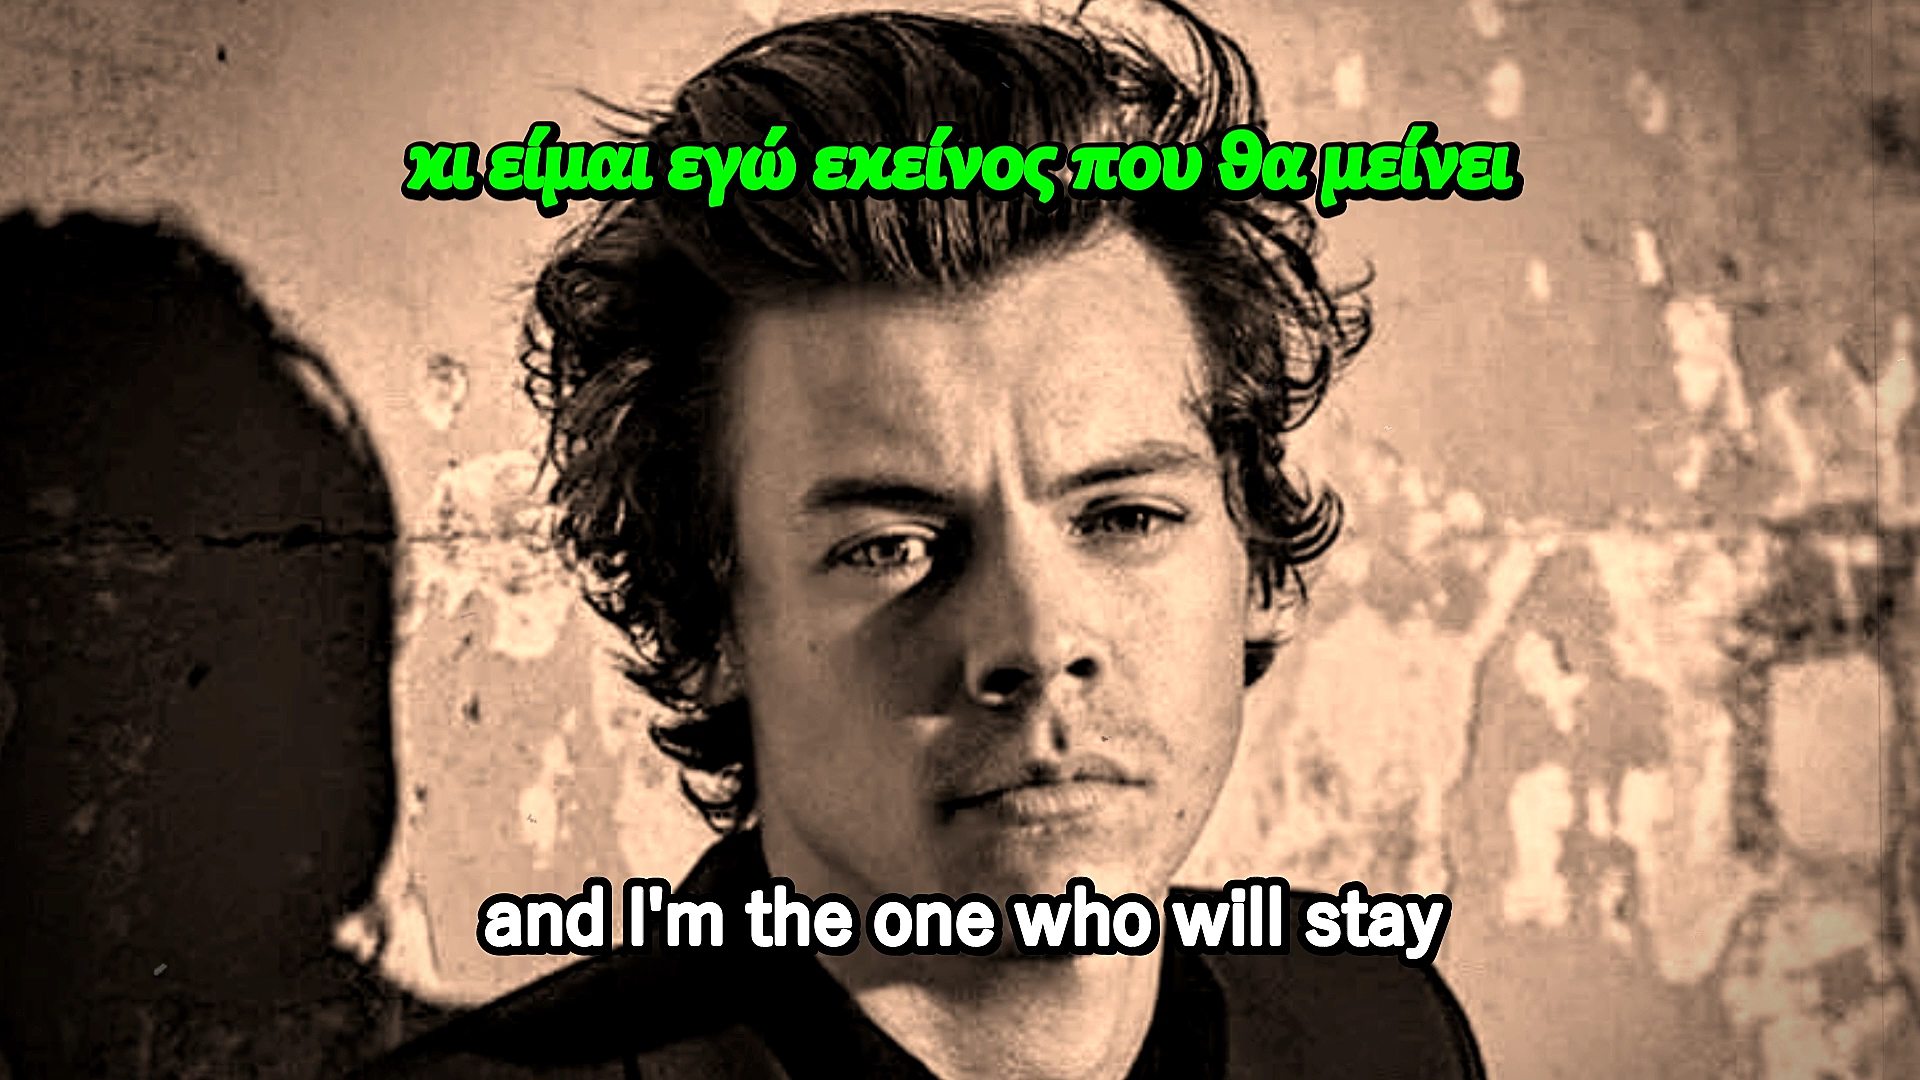 κι είμαι εγώ εκείνος που θα μείνει
and I'm the one who will stay